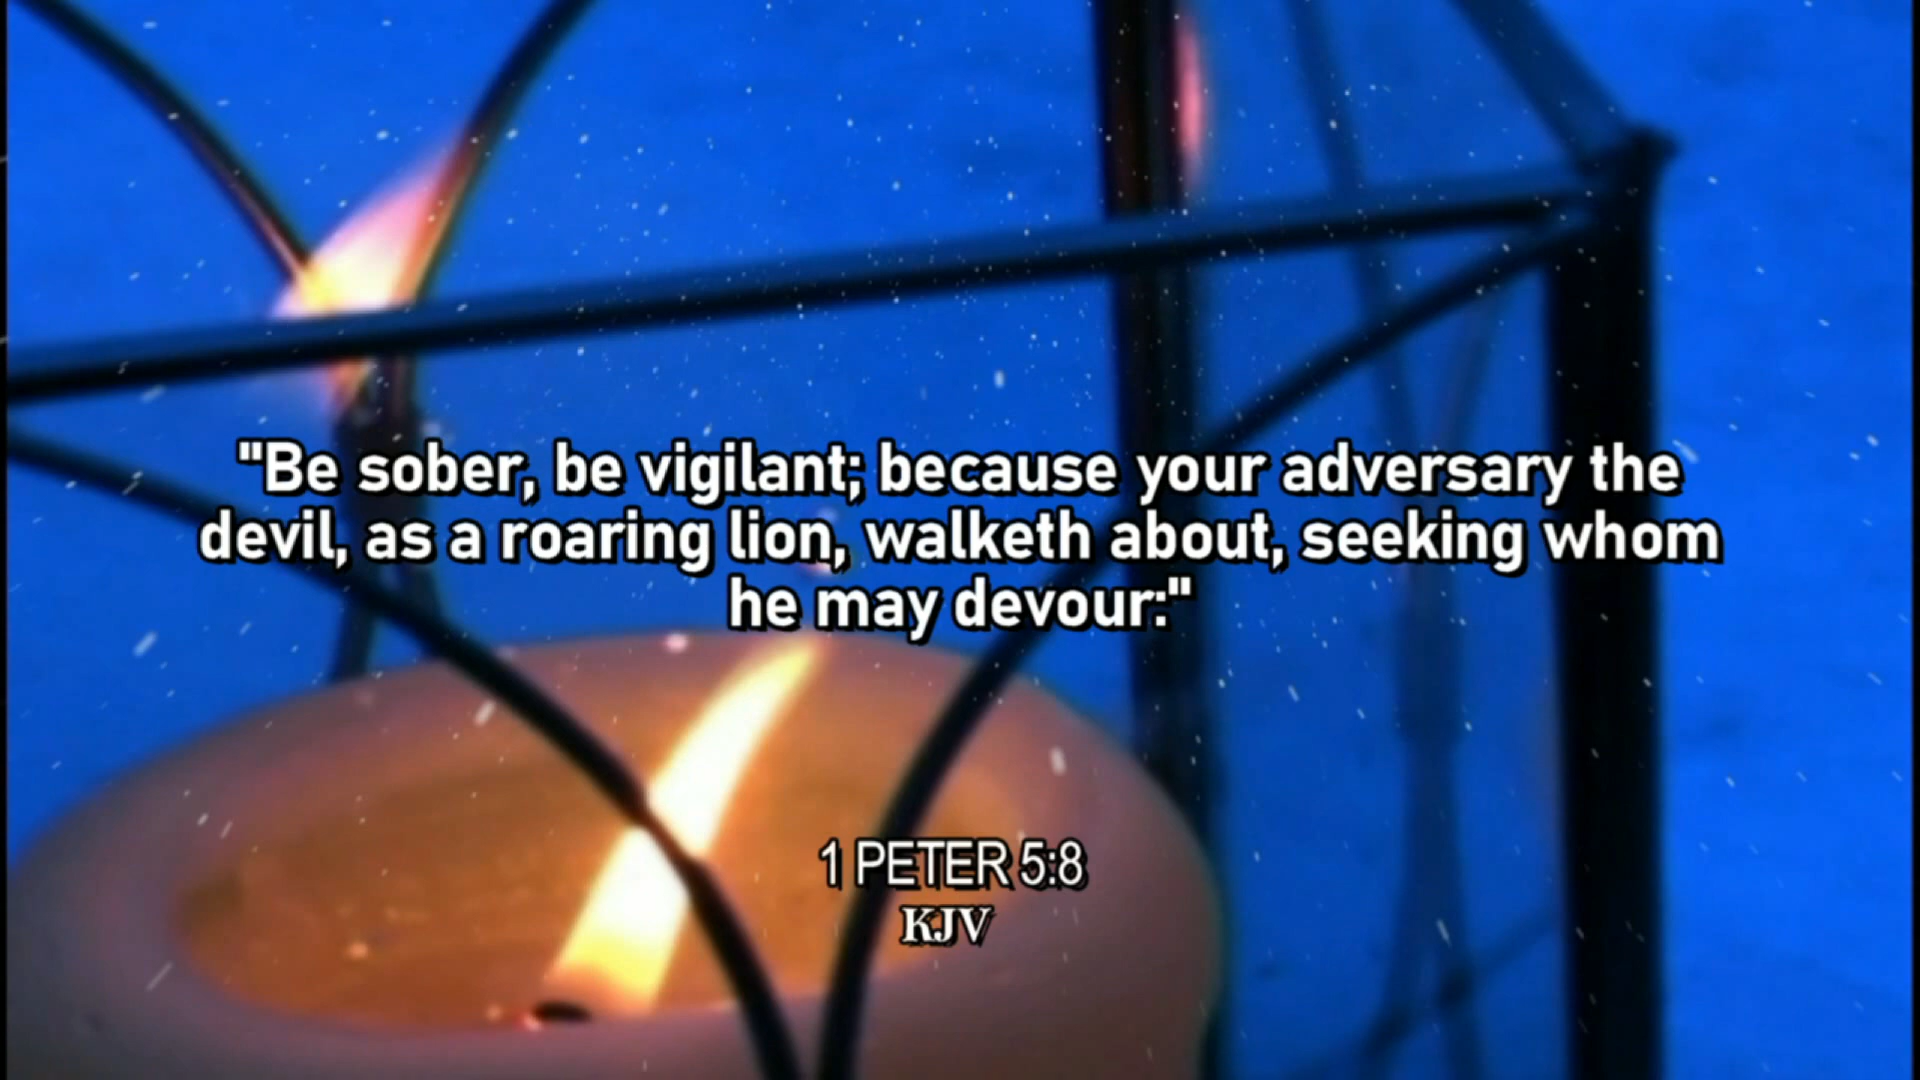 "Be sober, be vigilant; because your adversary the
devil, as a roaring lion, walketh about, seeking whom
he may devour:"
1 PETER 5:8
KJV